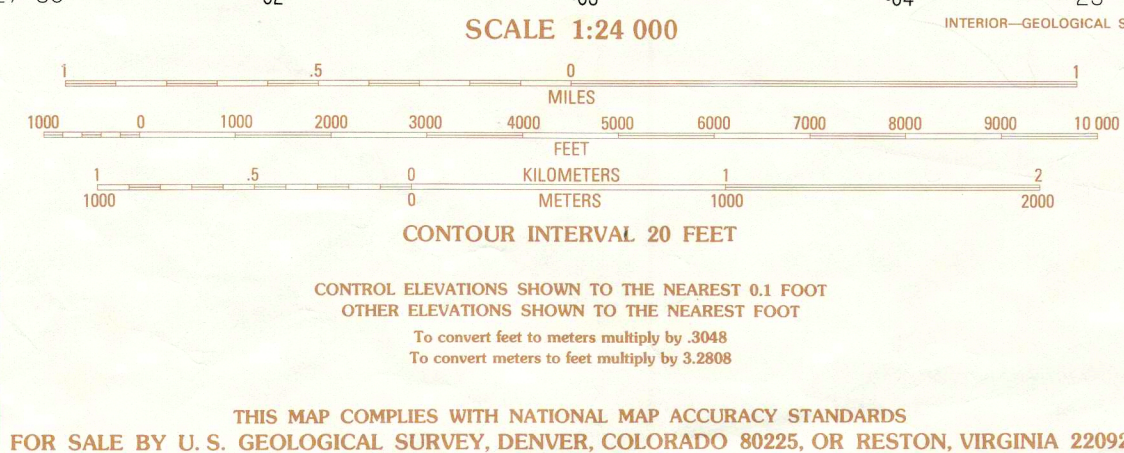 SCALE 1:24 000
INTERIOR—GEOLOGICAL S
1 .5 0 1
MILES
1000 0 1000 2000 3000 4000 5000 6000 7000 8000 9000 10 000
FEET
1 .5 0 KILOMETERS 1 2
1000 0 METERS 1000 2000
CONTOUR INTERVAL 20 FEET
CONTROL ELEVATIONS SHOWN TO THE NEAREST 0.1 FOOT
OTHER ELEVATIONS SHOWN TO THE NEAREST FOOT
To convert feet to meters multiply by .3048
To convert meters to feet multiply by 3.2808
THIS MAP COMPLIES WITH NATIONAL MAP ACCURACY STANDARDS
FOR SALE BY U. S. GEOLOGICAL SURVEY, DENVER, COLORADO 80225, OR RESTON, VIRGINIA 22092